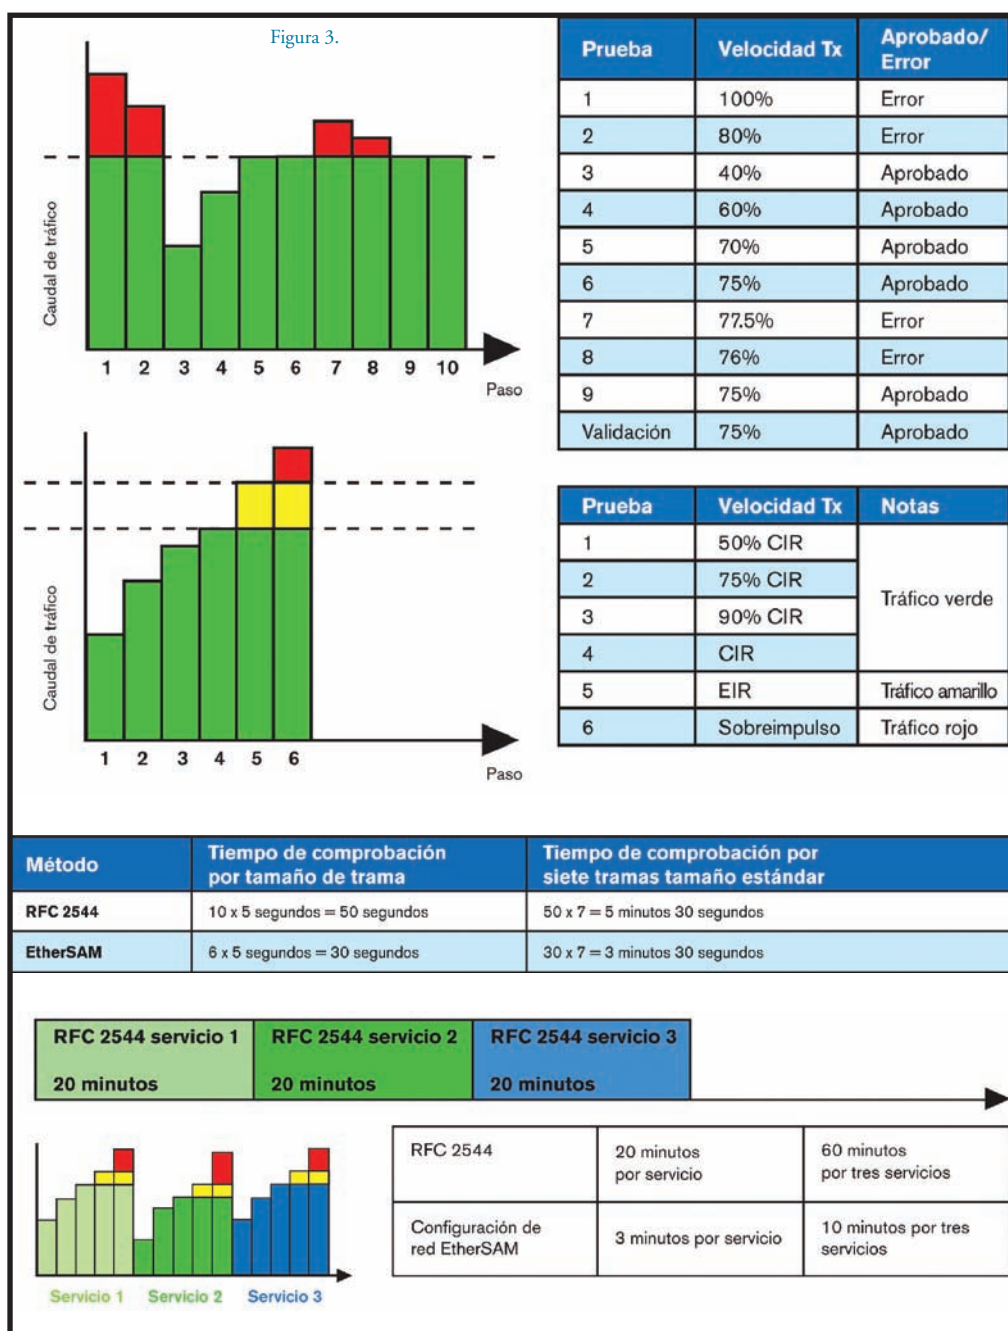 Figura 3.
Caudal de tráfico
1 2 3 4 5 6 7 8 9 10
Paso
Prueba Velocidad Tx Aprobado/
Error
1 100% Error
2 80% Error
3 40% Aprobado
4 60% Aprobado
5 70% Aprobado
6 75% Aprobado
7 77.5% Error
8 76% Error
9 75% Aprobado
Validación 75% Aprobado
Caudal de tráfico
1 2 3 4 5 6
Paso
Prueba Velocidad Tx Notas
1 50% CIR
2 75% CIR
Tráfico verde
3 90% CIR
4 CIR
5 EIR Tráfico amarillo
6 Sobreimpulso Tráfico rojo
Método Tiempo de comprobación
por tamaño de trama
Tiempo de comprobación por
siete tramas tamaño estándar
RFC 2544 10 x 5 segundos = 50 segundos 50 x 7 = 5 minutos 30 segundos
EtherSAM 6 x 5 segundos = 30 segundos 30 x 7 = 3 minutos 30 segundos
RFC 2544 servicio 1
20 minutos
RFC 2544 servicio 2
20 minutos
RFC 2544 servicio 3
20 minutos
Servicio 1 Servicio 2 Servicio 3
RFC 2544
20 minutos
por servicio
60 minutos
por tres servicios
Configuración de
red EtherSAM
3 minutos por servicio
10 minutos por tres
servicios